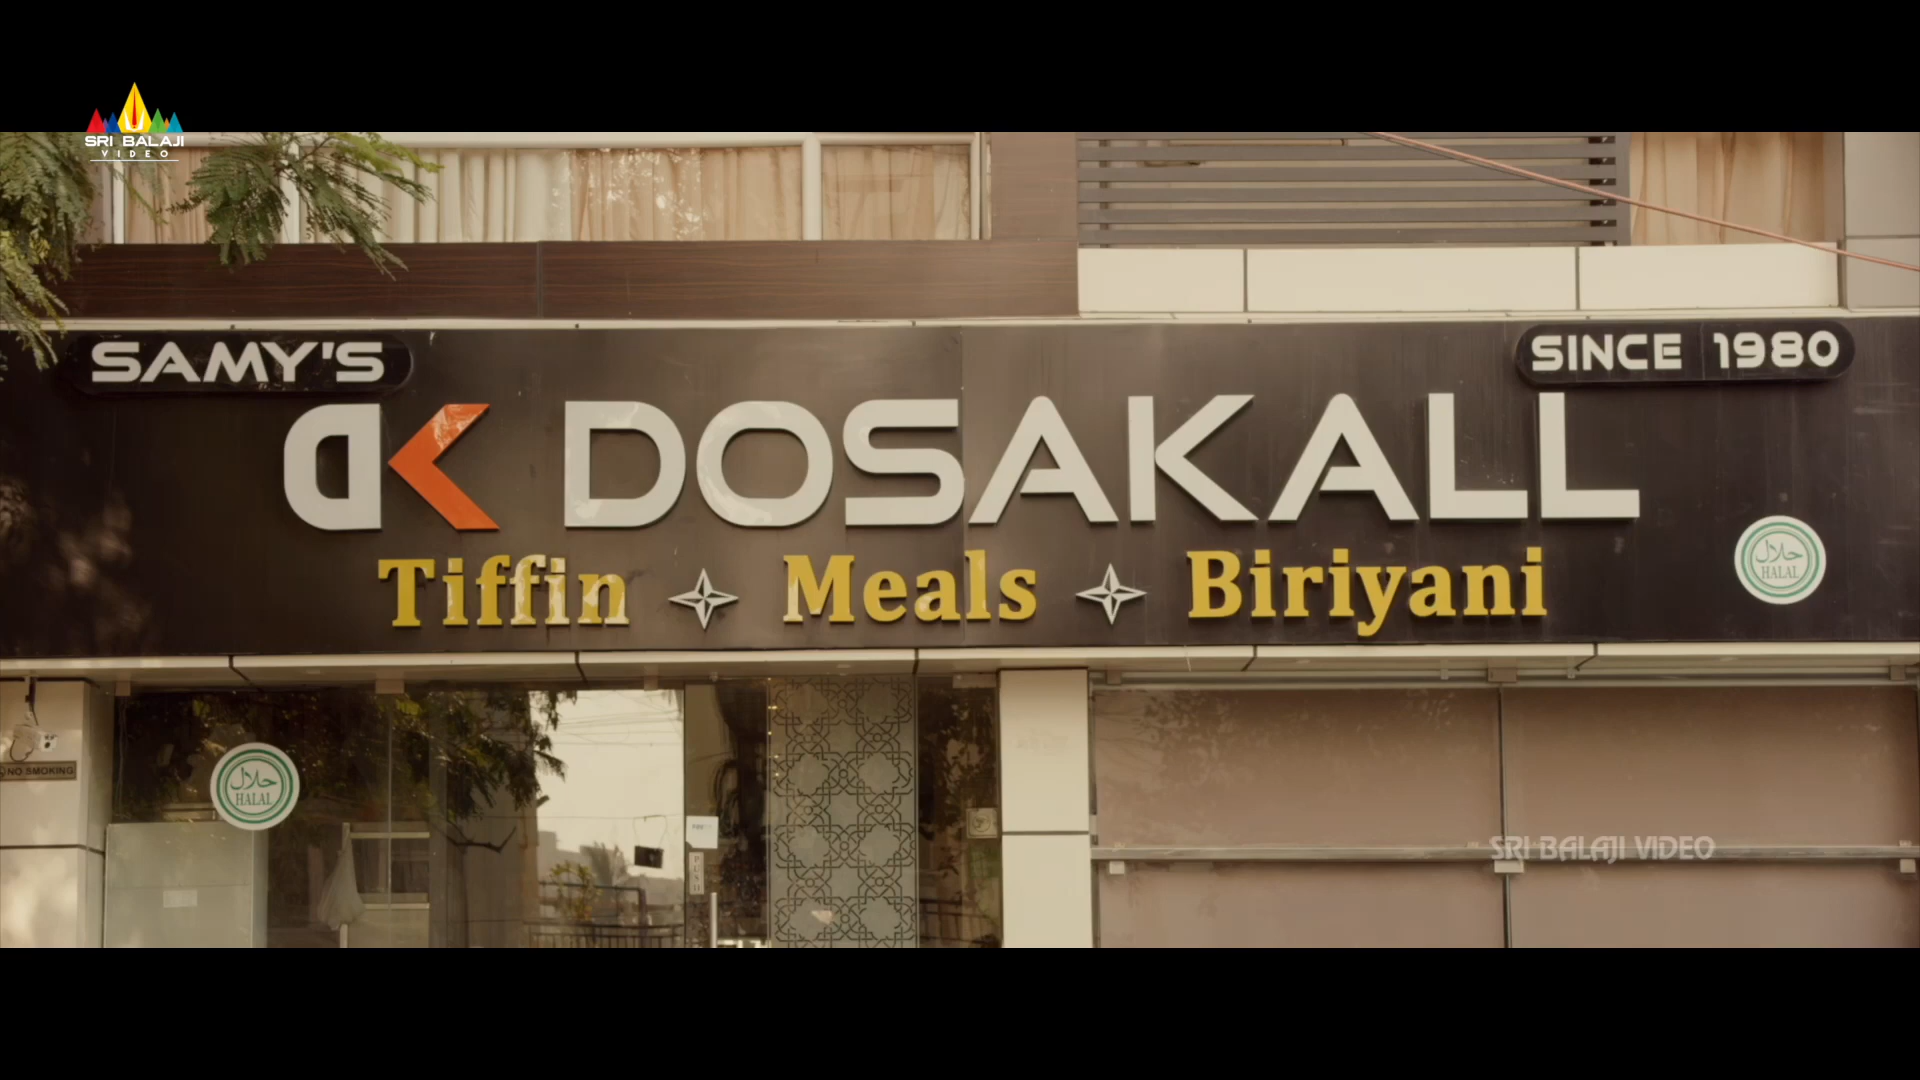 SRI BALAJI
VIDEO
SAMY'S
SINCE 1980
DK DOSAKALL
Tiffin Meals Biriyani
حلال
HALAL
حلال
HALAL
NO SMOKING
PUSH
SRI BALAJI VIDEO